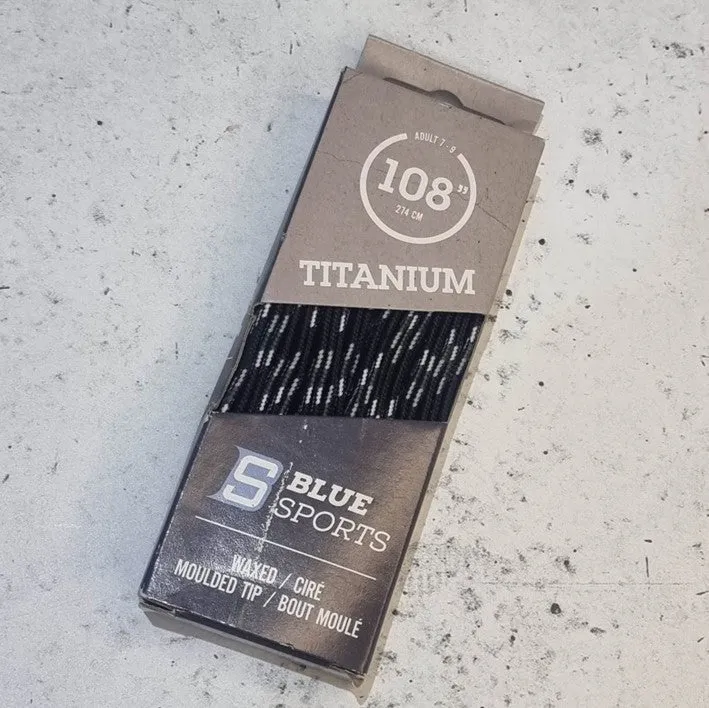 ADULT 7 - 9
108"
274 CM
TITANIUM
S BLUE
SPORTS
WAXED / CIRÉ
MOULDED TIP / BOUT MOULÉ